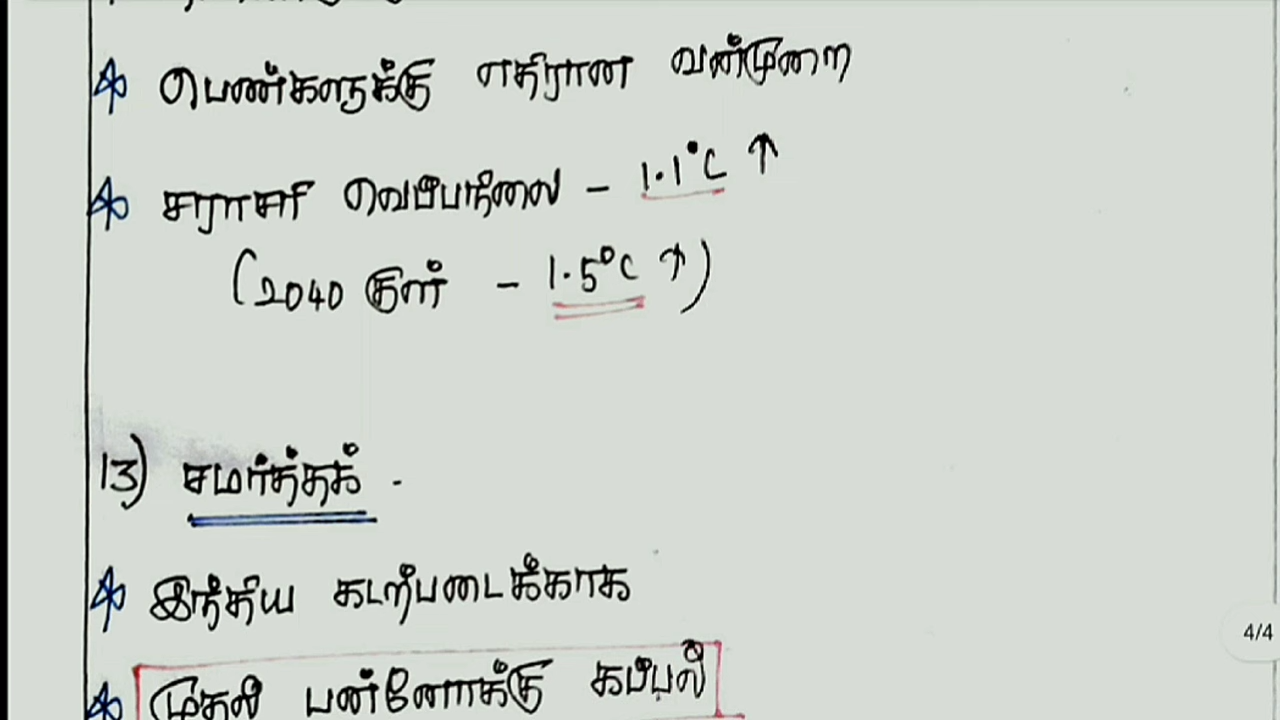 * பெண்களுக்கு எதிரான வன்முறை
* சராசரி வெப்பநிலை - 1.1°C ↑
(2040 குள் - 1.5°C ↑)
13) சமர்த்தக் .
* இந்திய கடற்படைக்காக
* முதல் பன்னோக்கு கப்பல்
4/4